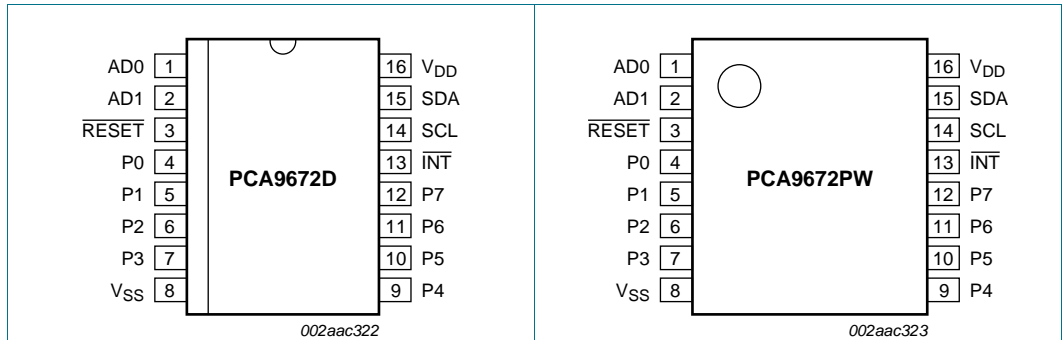 AD0 1 16 VDD
AD1 2 15 SDA
RESET 3 14 SCL
P0 4 13 INT
PCA9672D
P1 5 12 P7
P2 6 11 P6
P3 7 10 P5
VSS 8 9 P4
002aac322
AD0 1 16 VDD
AD1 2 15 SDA
RESET 3 14 SCL
P0 4 13 INT
PCA9672PW
P1 5 12 P7
P2 6 11 P6
P3 7 10 P5
VSS 8 9 P4
002aac323